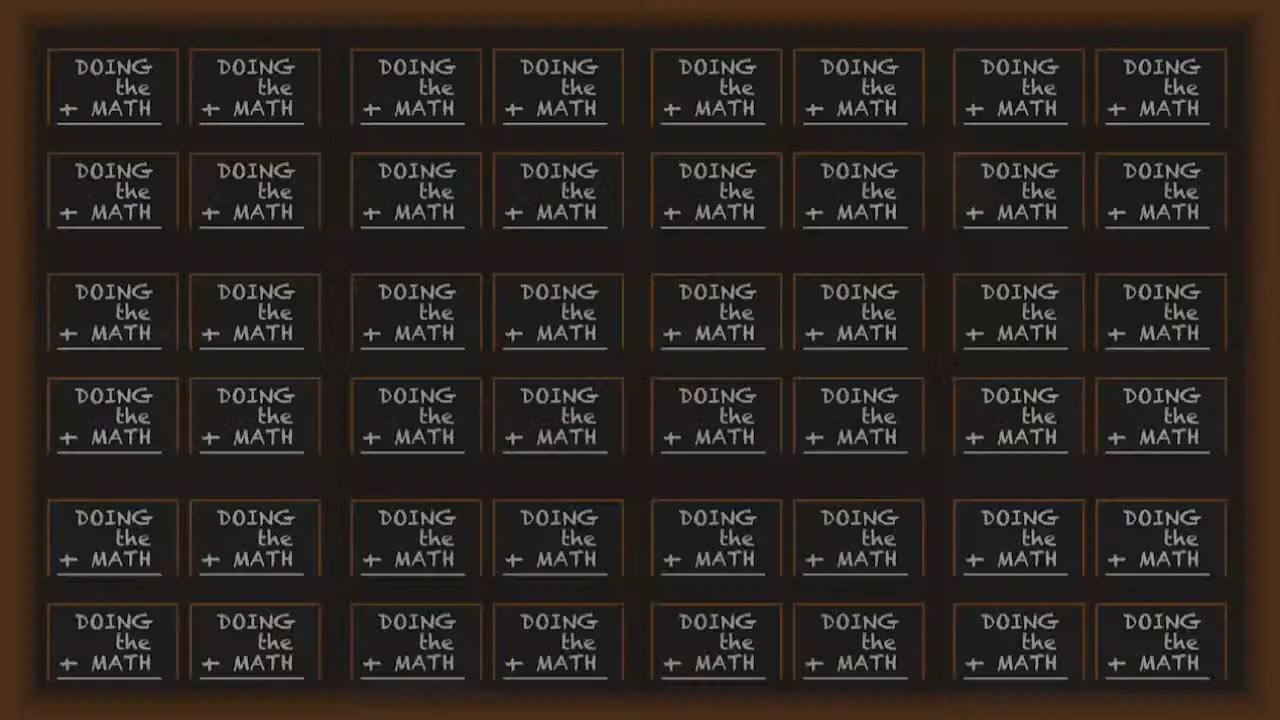 DOING
the
+ MATH
DOING
the
+ MATH
DOING
the
+ MATH
DOING
the
+ MATH
DOING
the
+ MATH
DOING
the
+ MATH
DOING
the
+ MATH
DOING
the
+ MATH
DOING
the
+ MATH
DOING
the
+ MATH
DOING
the
+ MATH
DOING
the
+ MATH
DOING
the
+ MATH
DOING
the
+ MATH
DOING
the
+ MATH
DOING
the
+ MATH
DOING
the
+ MATH
DOING
the
+ MATH
DOING
the
+ MATH
DOING
the
+ MATH
DOING
the
+ MATH
DOING
the
+ MATH
DOING
the
+ MATH
DOING
the
+ MATH
DOING
the
+ MATH
DOING
the
+ MATH
DOING
the
+ MATH
DOING
the
+ MATH
DOING
the
+ MATH
DOING
the
+ MATH
DOING
the
+ MATH
DOING
the
+ MATH
DOING
the
+ MATH
DOING
the
+ MATH
DOING
the
+ MATH
DOING
the
+ MATH
DOING
the
+ MATH
DOING
the
+ MATH
DOING
the
+ MATH
DOING
the
+ MATH
DOING
the
+ MATH
DOING
the
+ MATH
DOING
the
+ MATH
DOING
the
+ MATH
DOING
the
+ MATH
DOING
the
+ MATH
DOING
the
+ MATH
DOING
the
+ MATH